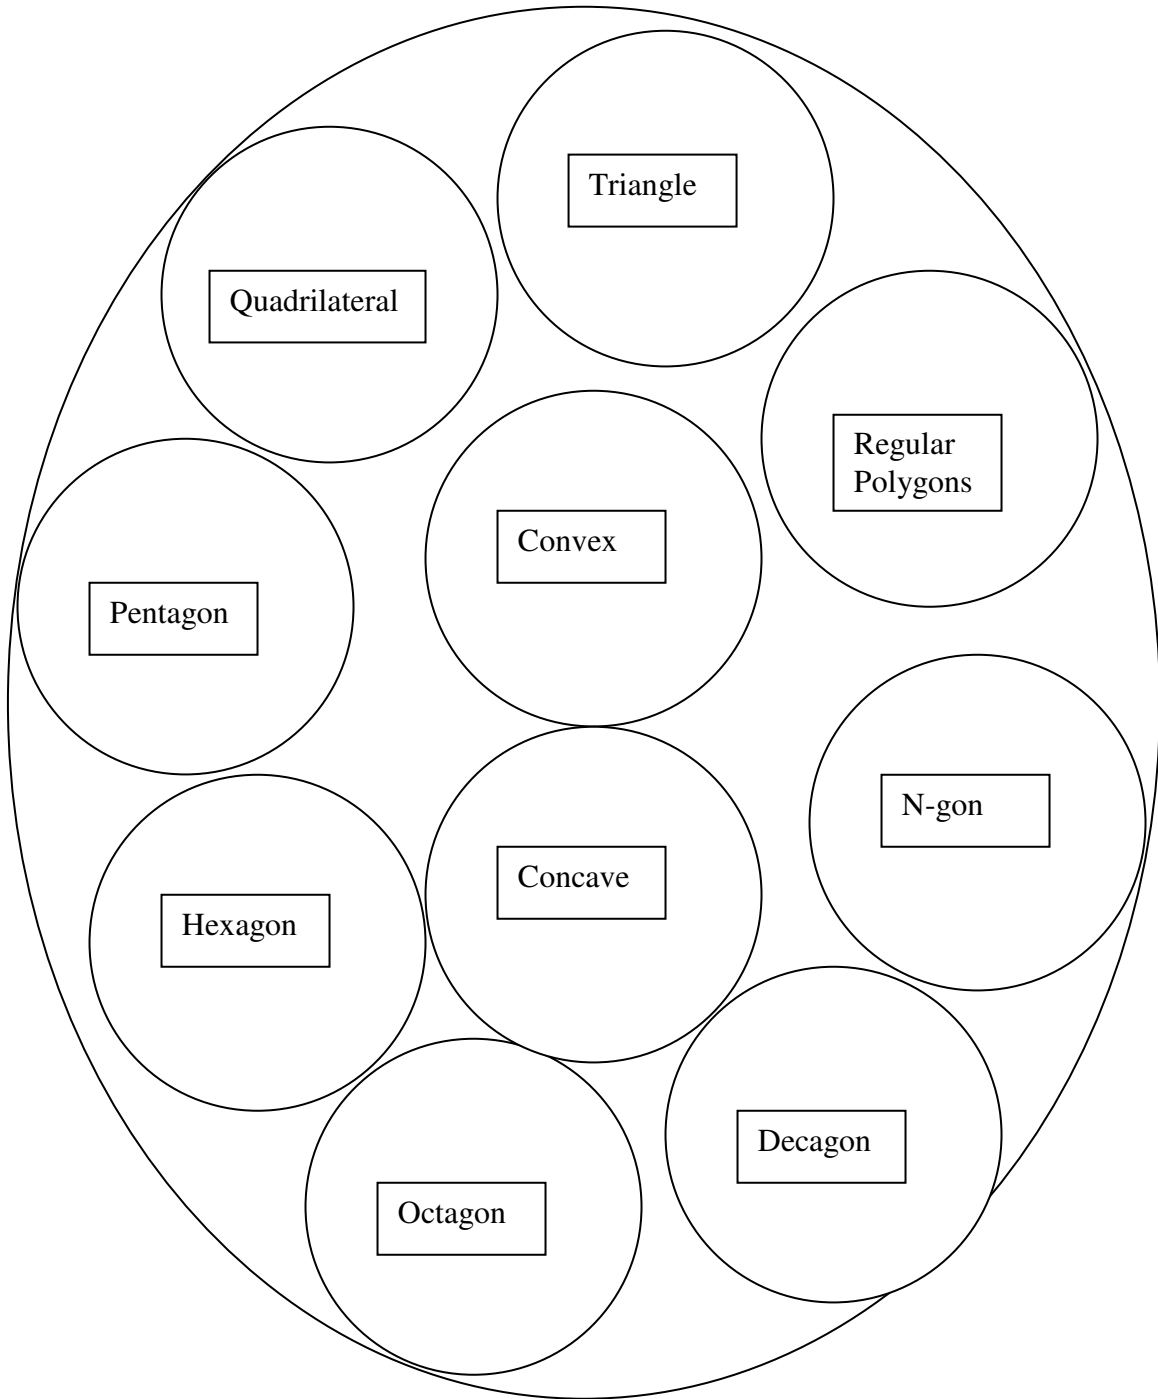 Triangle
Quadrilateral
Regular
Polygons
Convex
Pentagon
N-gon
Concave
Hexagon
Decagon
Octagon